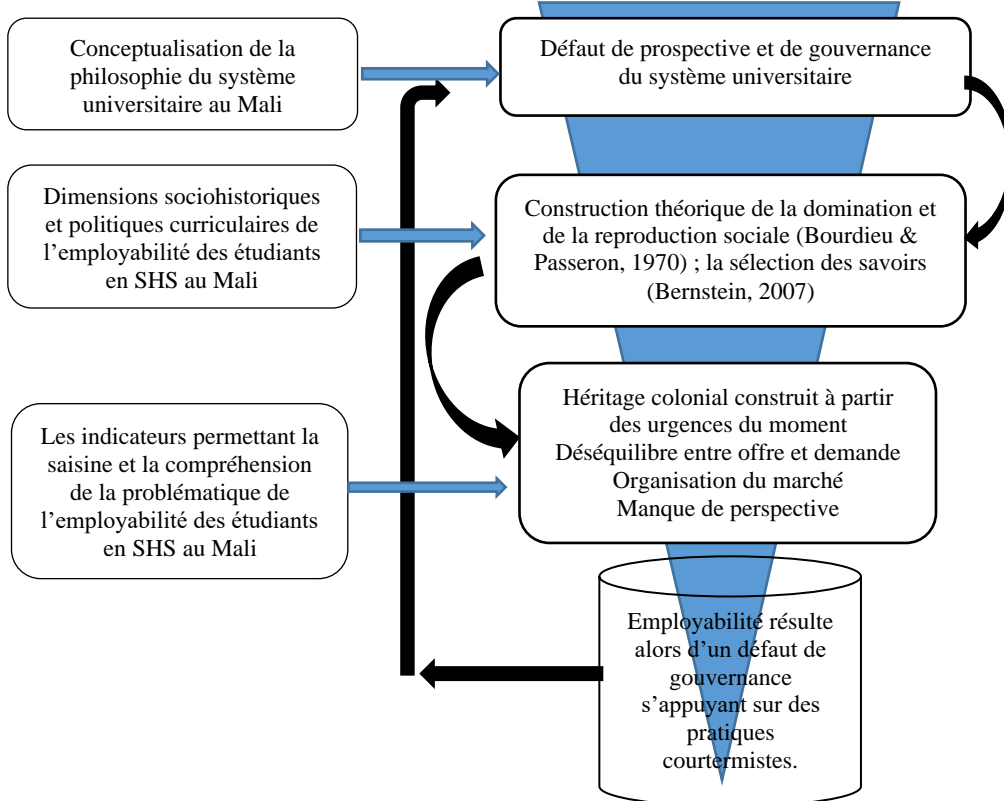 Conceptualisation de la
philosophie du système
universitaire au Mali
Défaut de prospective et de gouvernance
du système universitaire
Dimensions sociohistoriques
et politiques curriculaires de
l’employabilité des étudiants
en SHS au Mali
Construction théorique de la domination et
de la reproduction sociale (Bourdieu &
Passeron, 1970) ; la sélection des savoirs
(Bernstein, 2007)
Les indicateurs permettant la
saisine et la compréhension
de la problématique de
l’employabilité des étudiants
en SHS au Mali
Héritage colonial construit à partir
des urgences du moment
Déséquilibre entre offre et demande
Organisation du marché
Manque de perspective
Employabilité résulte
alors d’un défaut de
gouvernance
s’appuyant sur des
pratiques
courtermistes.